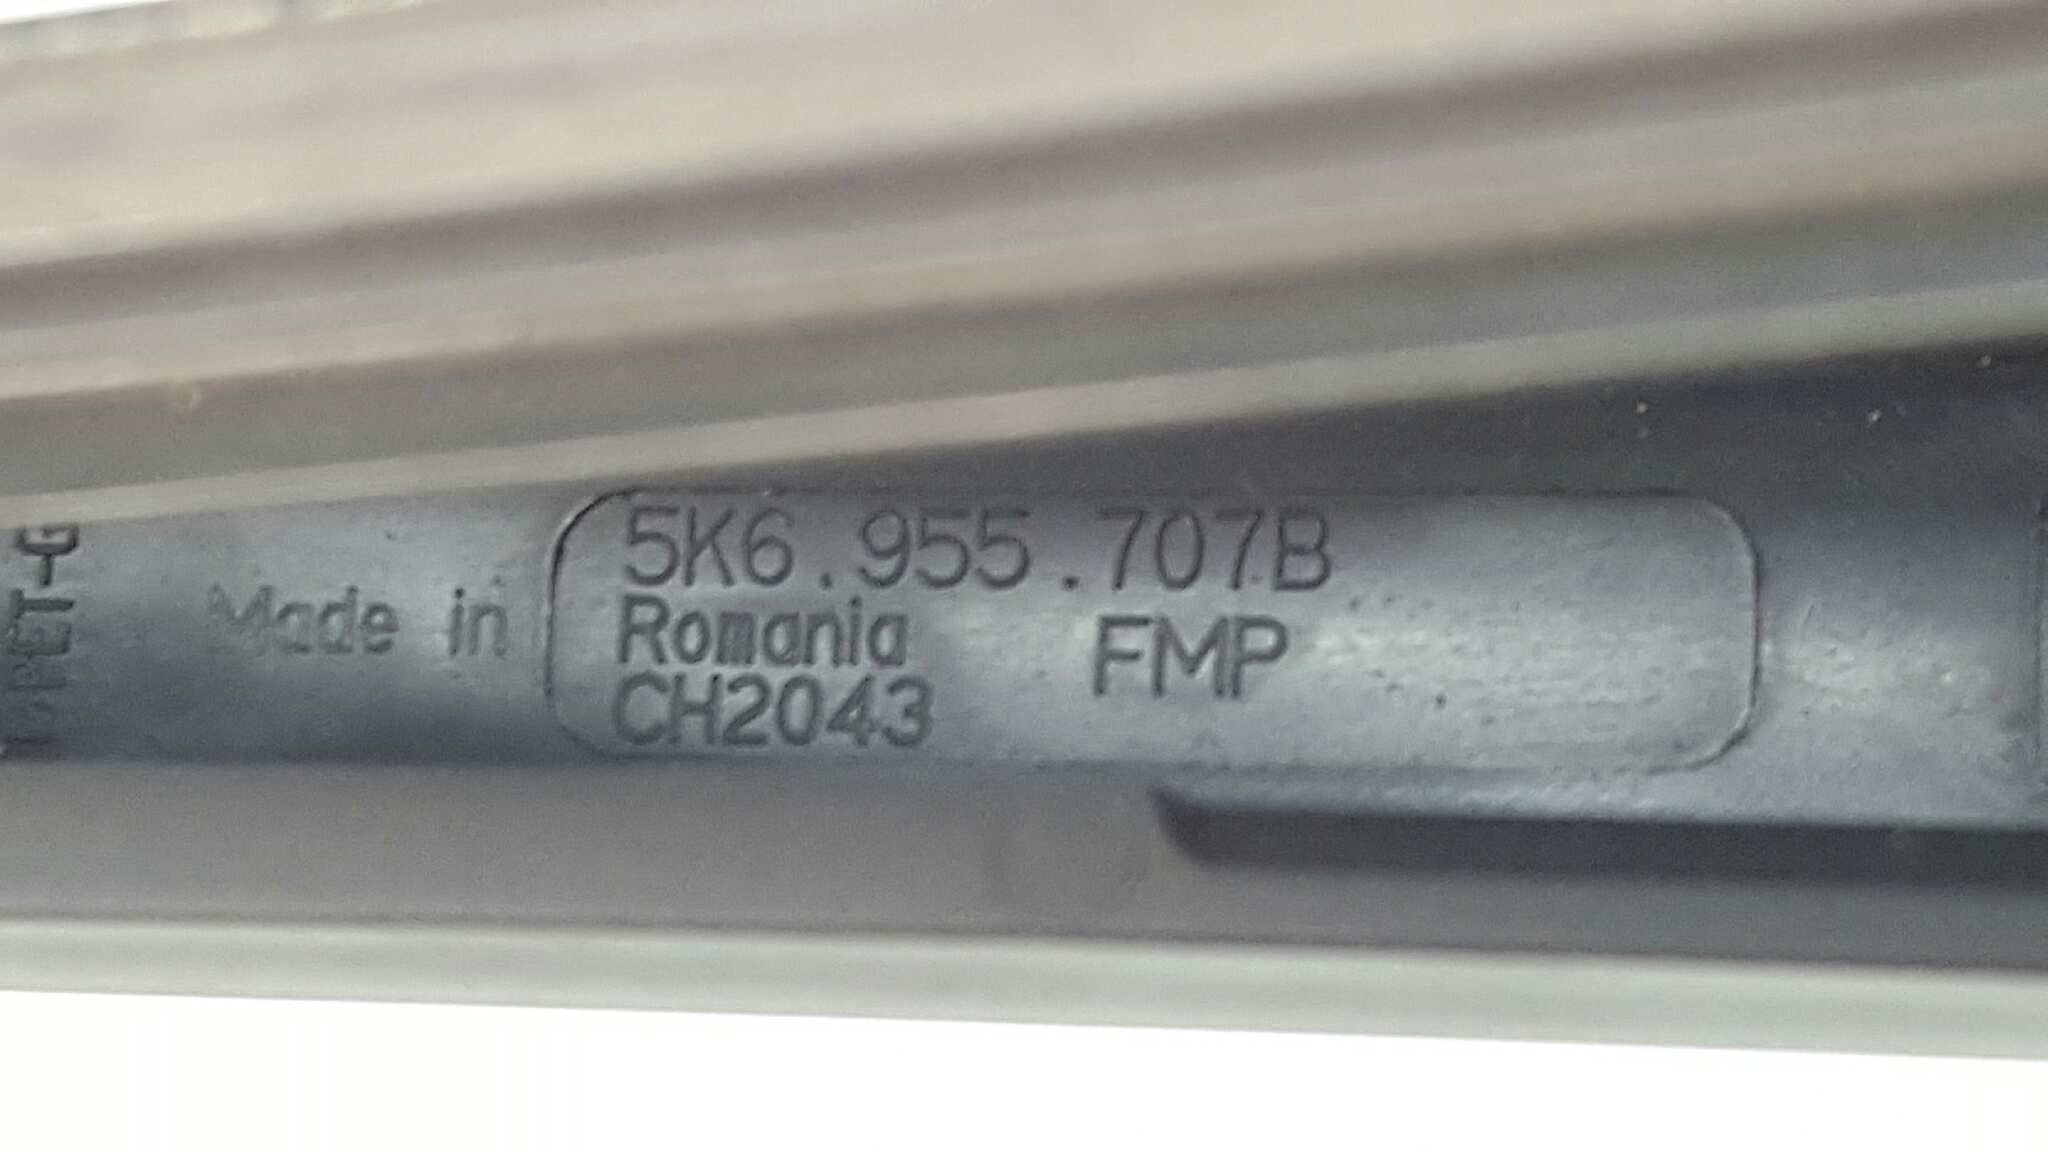 5K6.955.707B
Made in Romania FMP
CH2043